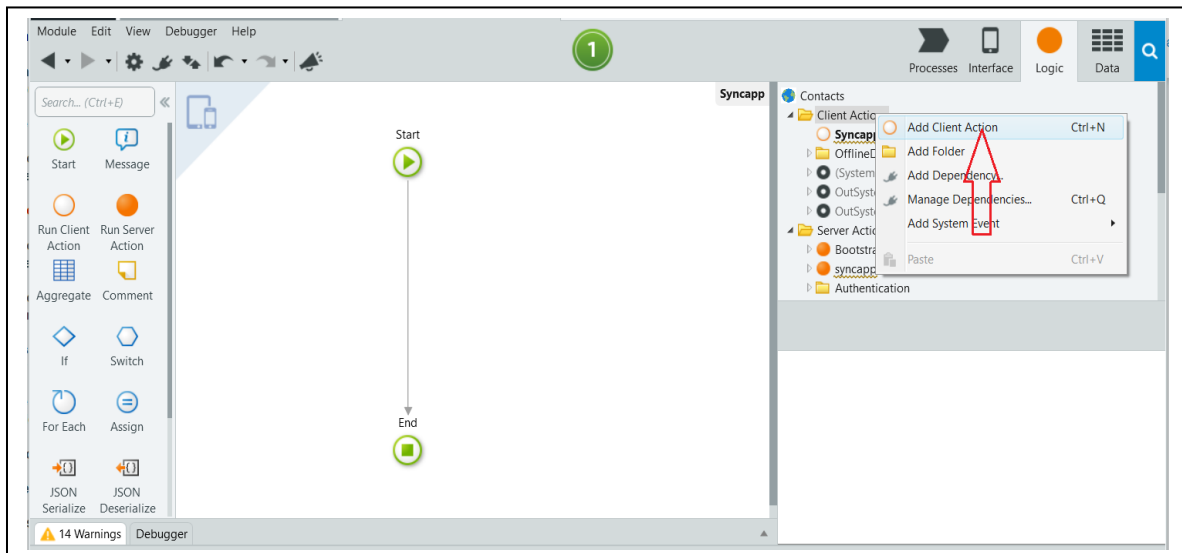 Module Edit View Debugger Help
1
Processes Interface Logic Data
Search... (Ctrl+E)
Start Message
Run Client Action
Run Server Action
Aggregate Comment
If Switch
For Each Assign
JSON Serialize
JSON Deserialize
Syncapp
Start
End
Contacts
Client Actio
Syncapp
OfflineD
(System
OutSyst
OutSyst
Server Actio
Bootstra
syncapp
Authentication
Add Client Action Ctrl+N
Add Folder
Add Dependency...
Manage Dependencies... Ctrl+Q
Add System Event
Paste Ctrl+V
14 Warnings Debugger